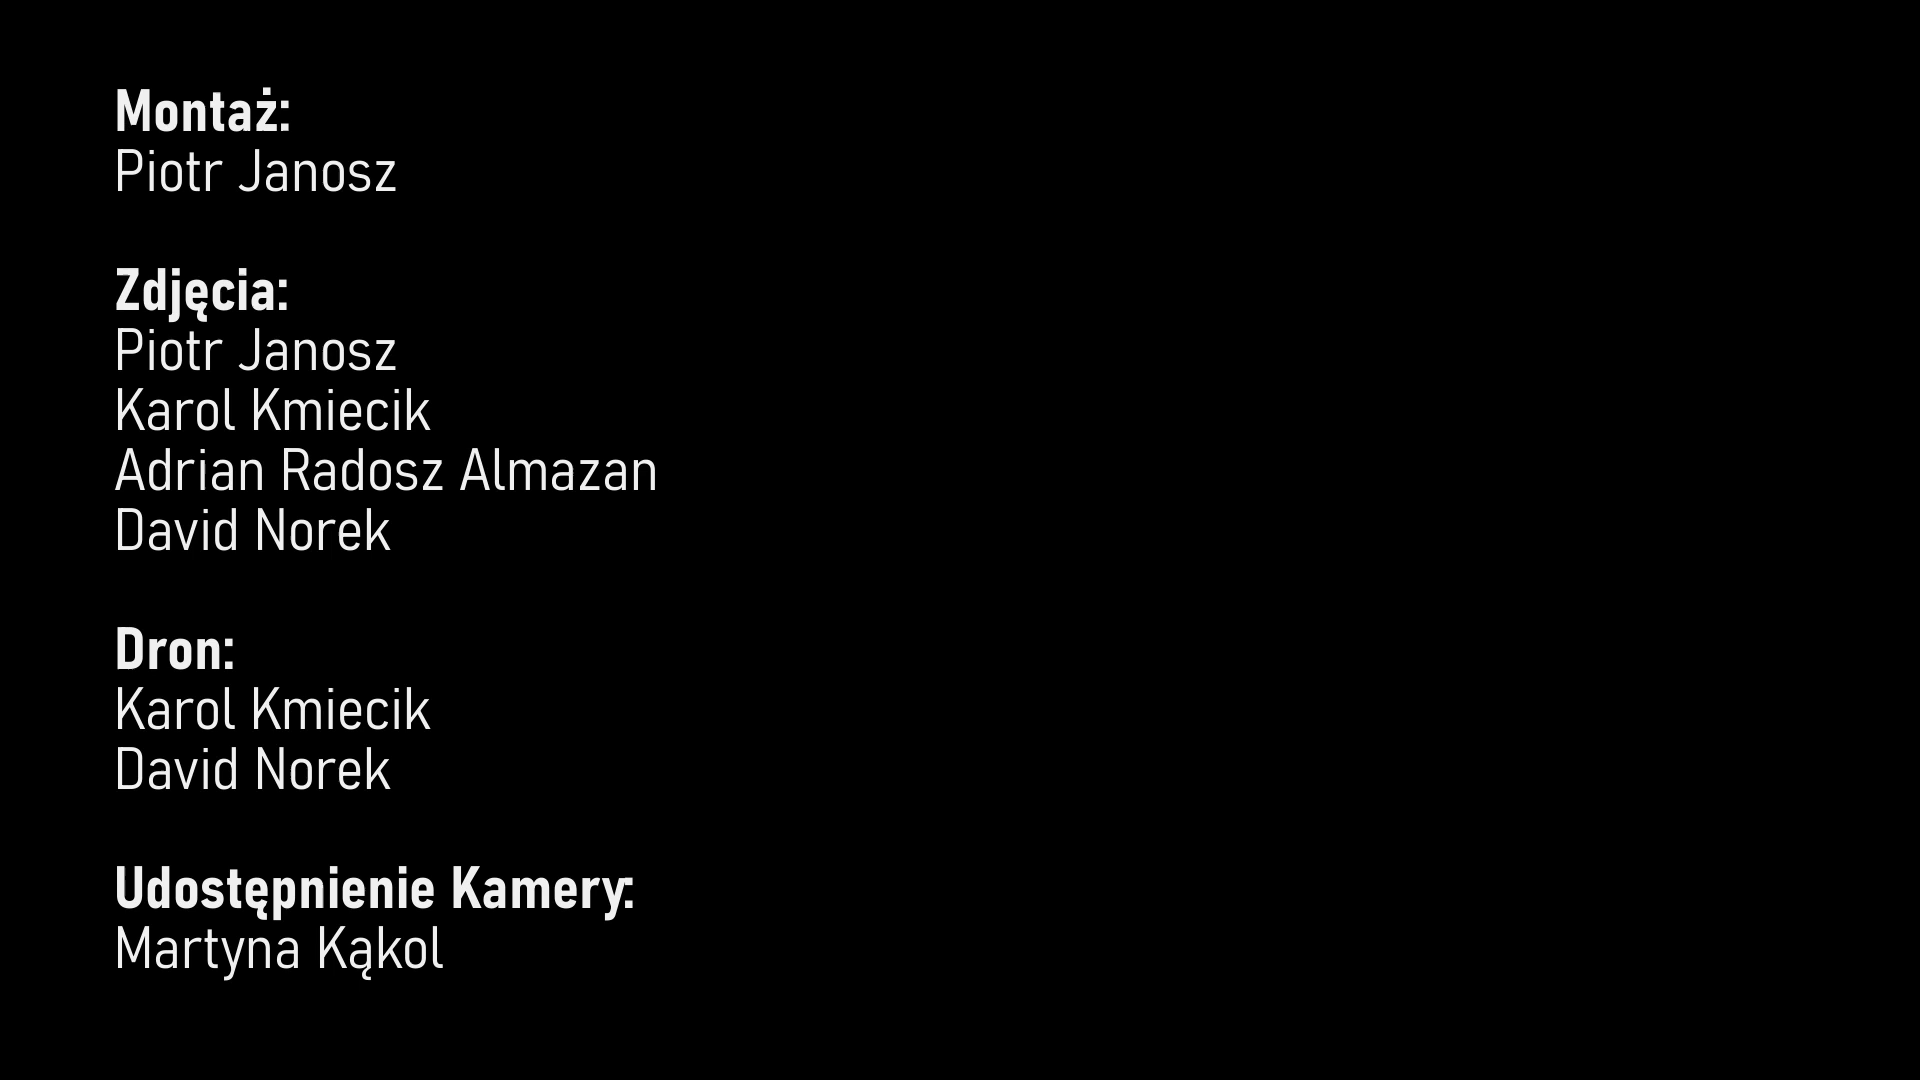 Montaż:
Piotr Janosz
Zdjęcia:
Piotr Janosz
Karol Kmiecik
Adrian Radosz Almazan
David Norek
Dron:
Karol Kmiecik
David Norek
Udostępnienie Kamery:
Martyna Kąkol